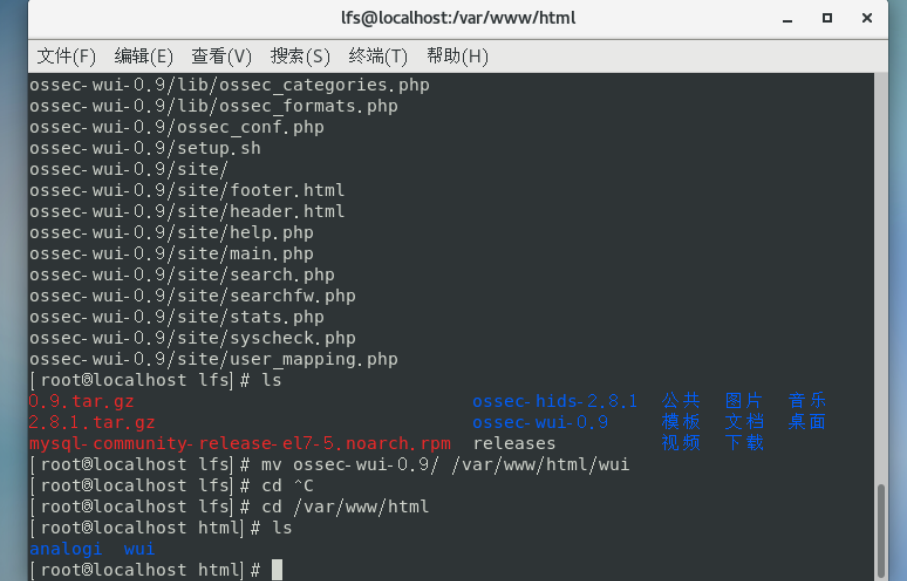 lfs@localhost:/var/www/html
文件(F) 编辑(E) 查看(V) 搜索(S) 终端(T) 帮助(H)
ossec-wui-0.9/lib/ossec_categories.php
ossec-wui-0.9/lib/ossec_formats.php
ossec-wui-0.9/ossec_conf.php
ossec-wui-0.9/setup.sh
ossec-wui-0.9/site/
ossec-wui-0.9/site/footer.html
ossec-wui-0.9/site/header.html
ossec-wui-0.9/site/help.php
ossec-wui-0.9/site/main.php
ossec-wui-0.9/site/search.php
ossec-wui-0.9/site/searchfw.php
ossec-wui-0.9/site/stats.php
ossec-wui-0.9/site/syscheck.php
ossec-wui-0.9/site/user_mapping.php
[root@localhost lfs]# ls
0.9.tar.gz ossec-hids-2.8.1 公共 图片 音乐
2.8.1.tar.gz ossec-wui-0.9 模板 文档 桌面
mysql-community-release-el7-5.noarch.rpm releases 视频 下载
[root@localhost lfs]# mv ossec-wui-0.9/ /var/www/html/wui
[root@localhost lfs]# cd ^C
[root@localhost lfs]# cd /var/www/html
[root@localhost html]# ls
analogi wui
[root@localhost html]#